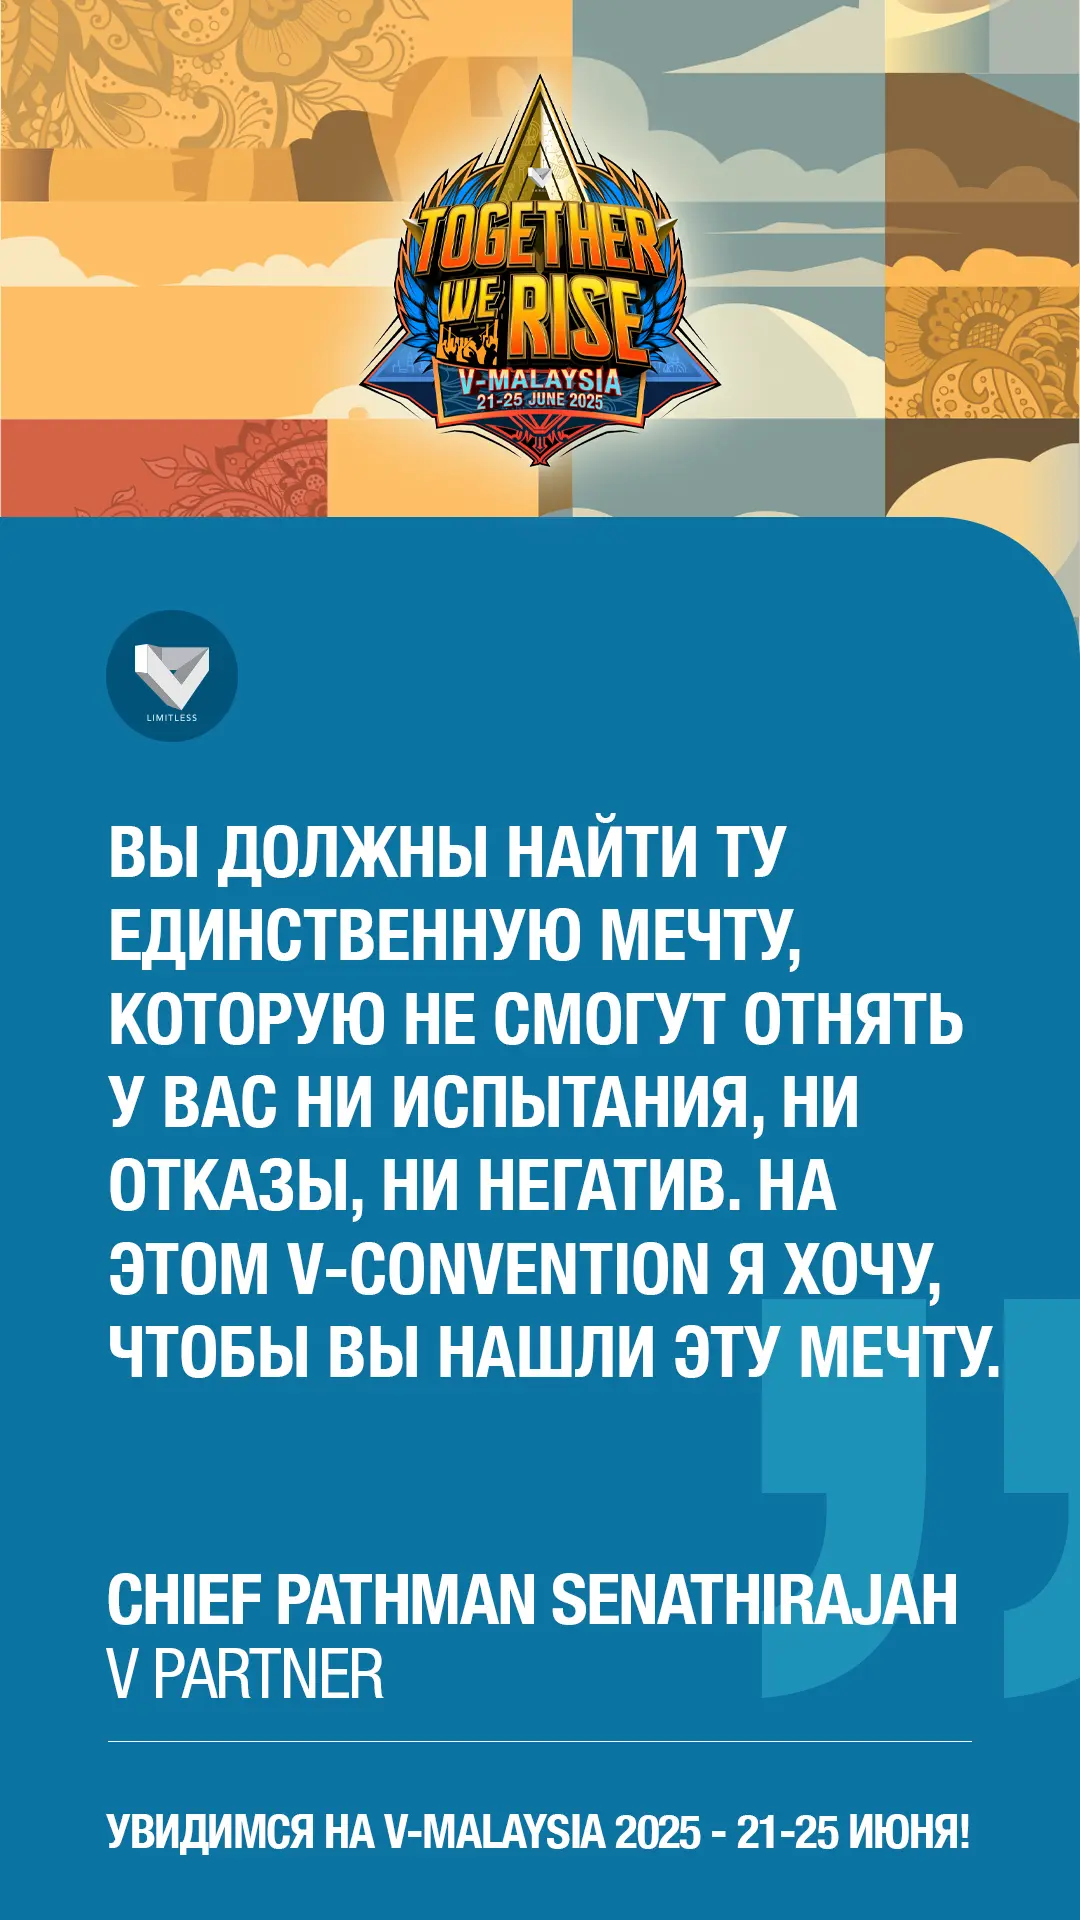 TOGETHER
WE RISE
V-MALAYSIA
21-25 JUNE 2025
LIMITLESS
ВЫ ДОЛЖНЫ НАЙТИ ТУ
ЕДИНСТВЕННУЮ МЕЧТУ,
КОТОРУЮ НЕ СМОГУТ ОТНЯТЬ
У ВАС НИ ИСПЫТАНИЯ, НИ
ОТКАЗЫ, НИ НЕГАТИВ. НА
ЭТОМ V-CONVENTION Я ХОЧУ,
ЧТОБЫ ВЫ НАШЛИ ЭТУ МЕЧТУ.
CHIEF PATHMAN SENATHIRAJAH
V PARTNER
УВИДИМСЯ НА V-MALAYSIA 2025 - 21-25 ИЮНЯ!